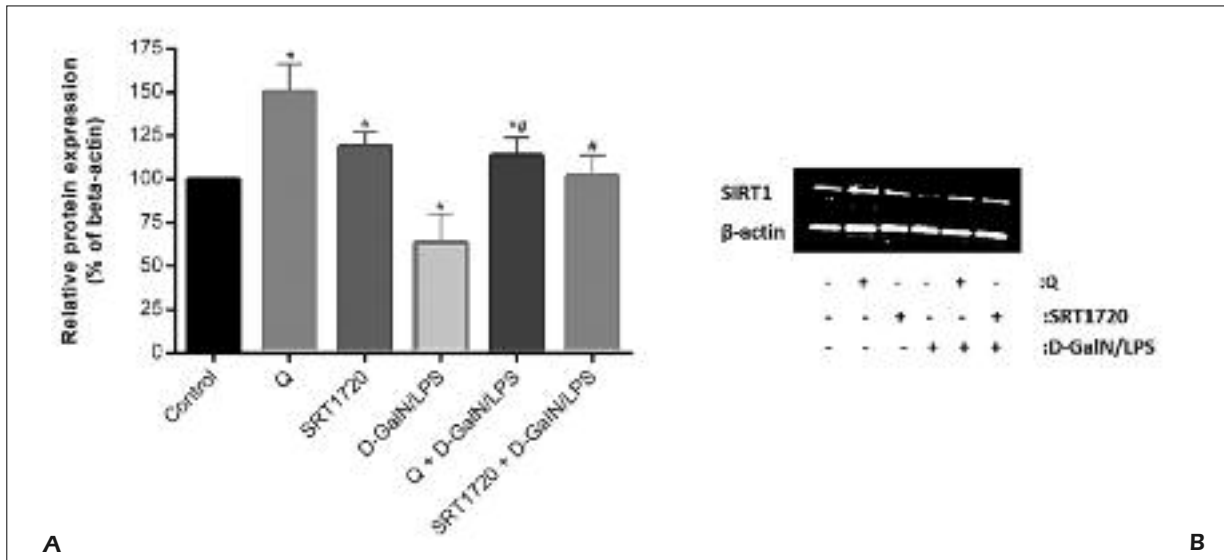 Relative protein expression
(% of beta-actin)
175
150
125
100
75
50
25
0
*
*
*
*#
#
Control
Q
SRT1720
D-GalN/LPS
Q + D-GalN/LPS
SRT1720 + D-GalN/LPS
A
SIRT1
β-actin
- + - - + - :Q
- - + - - + :SRT1720
- - - + + + :D-GalN/LPS
B